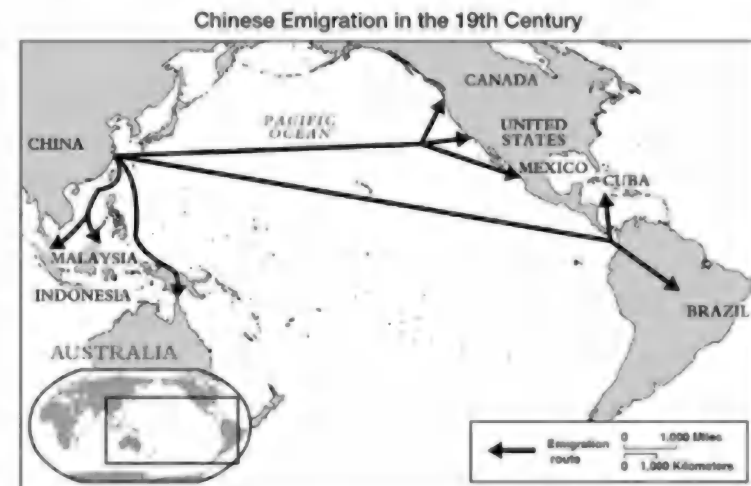 Chinese Emigration in the 19th Century
CANADA
PACIFIC
OCEAN
UNITED
STATES
CHINA
MEXICO
CUBA
MALAYSIA
INDONESIA
BRAZIL
AUSTRALIA
Emigration
route
0 1,000 Miles
0 1,000 Kilometers